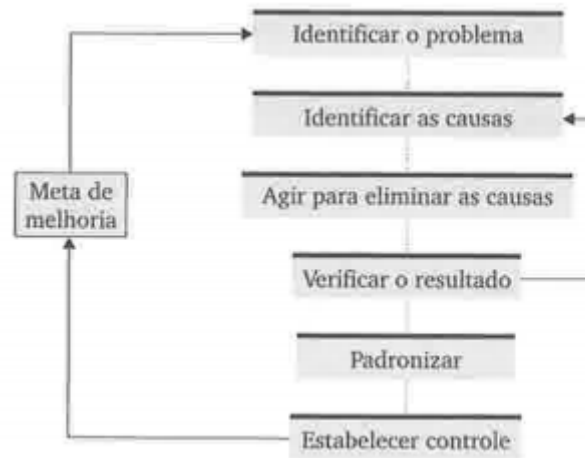 Identificar o problema
Identificar as causas
Agir para eliminar as causas
Meta de
melhoria
Verificar o resultado
Padronizar
Estabelecer controle